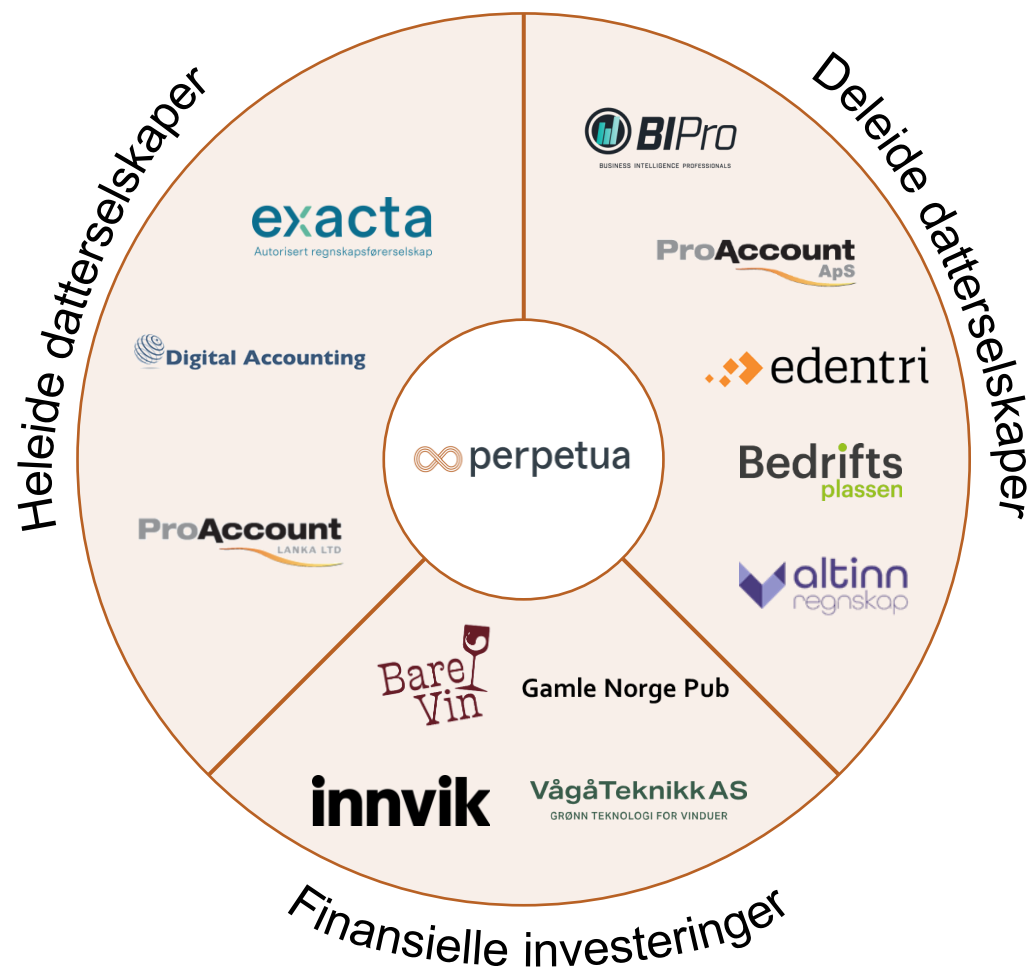 Heleide datterselskaper
exacta
Autorisert regnskapsførerselskap
Digital Accounting
ProAccount
LANKA LTD
Deleide datterselskaper
BIPro
BUSINESS INTELLIGENCE PROFESSIONALS
ProAccount
ApS
edentri
Bedrifts
plassen
altinn
regnskap
perpetua
Bare
Vin
Gamle Norge Pub
innvik
VågåTeknikk AS
GRØNN TEKNOLOGI FOR VINDUER
Finansielle investeringer